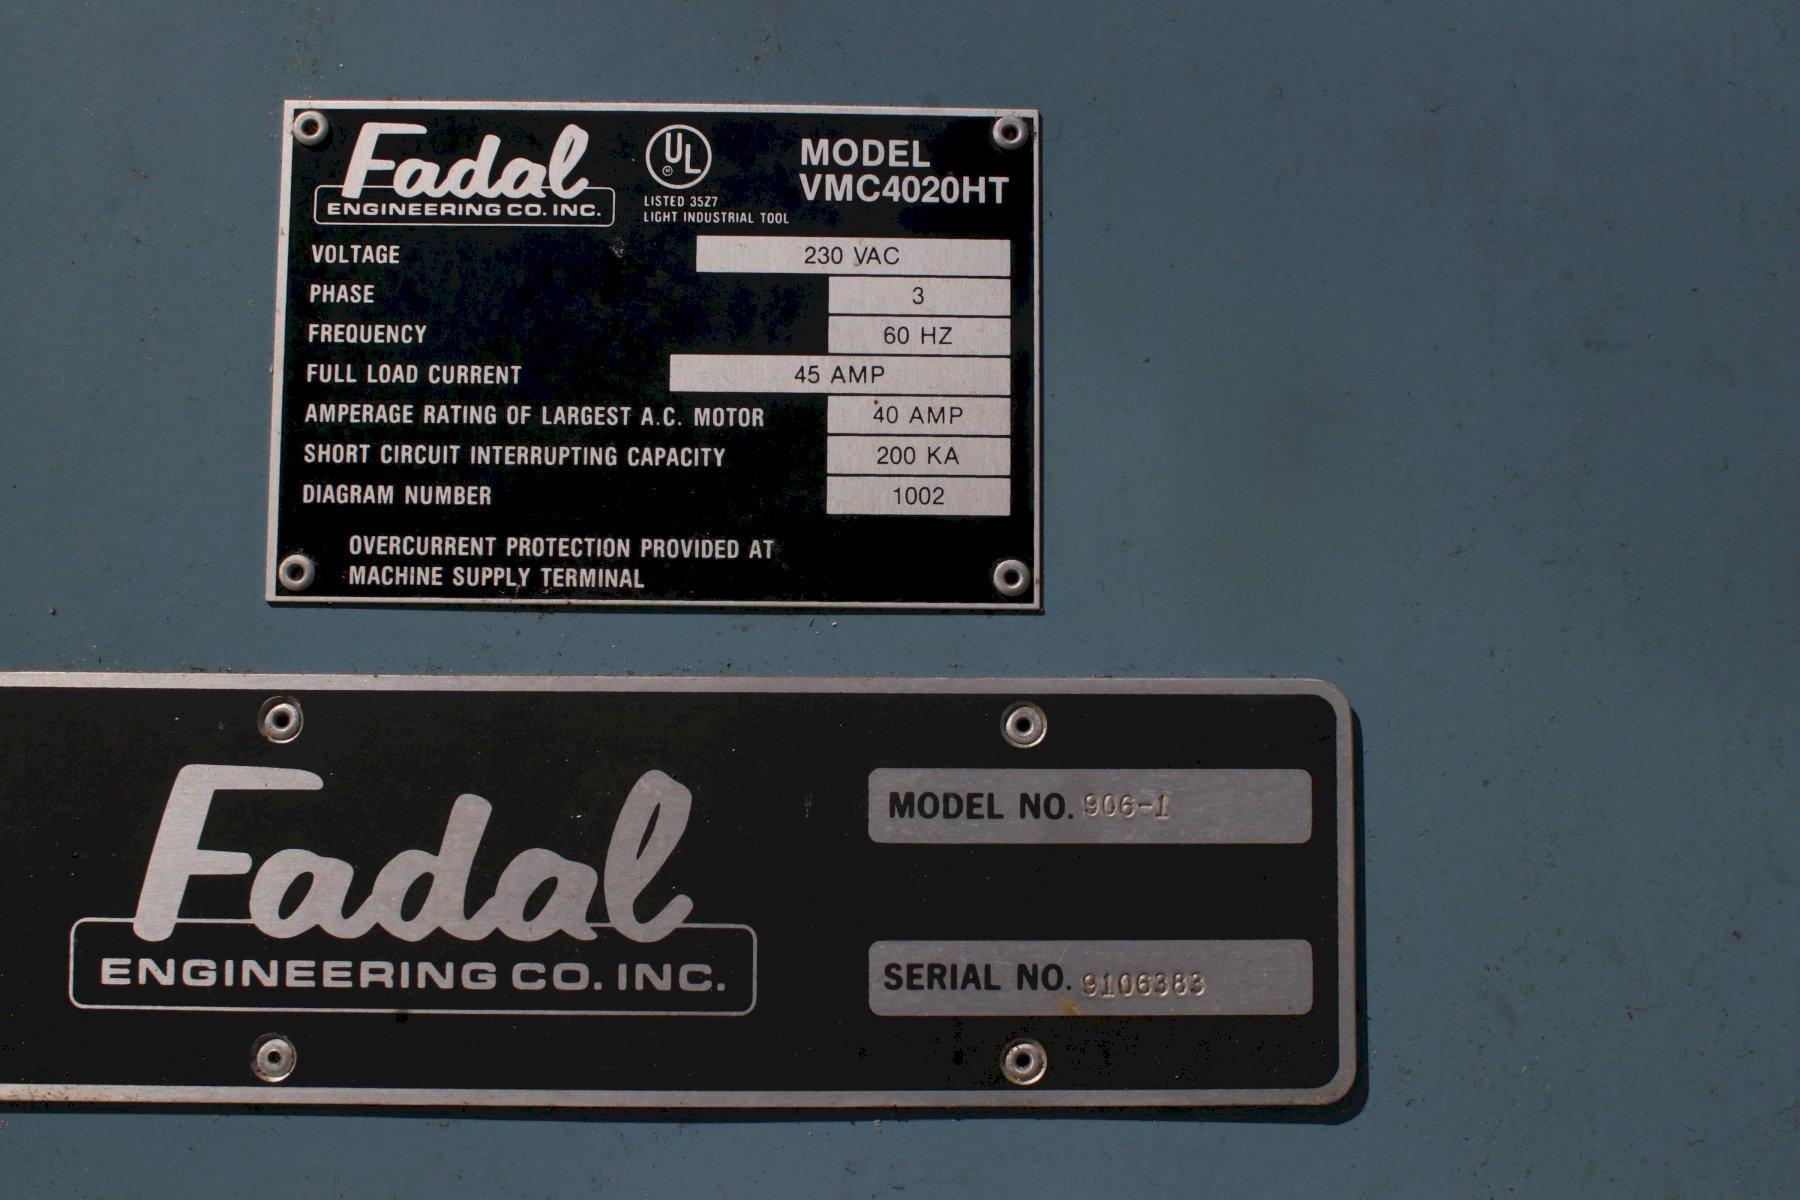 Fadal
ENGINEERING CO. INC.
UL
LISTED 35Z7
LIGHT INDUSTRIAL TOOL
MODEL
VMC4020HT
VOLTAGE 230 VAC
PHASE 3
FREQUENCY 60 HZ
FULL LOAD CURRENT 45 AMP
AMPERAGE RATING OF LARGEST A.C. MOTOR 40 AMP
SHORT CIRCUIT INTERRUPTING CAPACITY 200 KA
DIAGRAM NUMBER 1002
OVERCURRENT PROTECTION PROVIDED AT
MACHINE SUPPLY TERMINAL
Fadal
ENGINEERING CO. INC.
MODEL NO. 906-1
SERIAL NO. 9106383